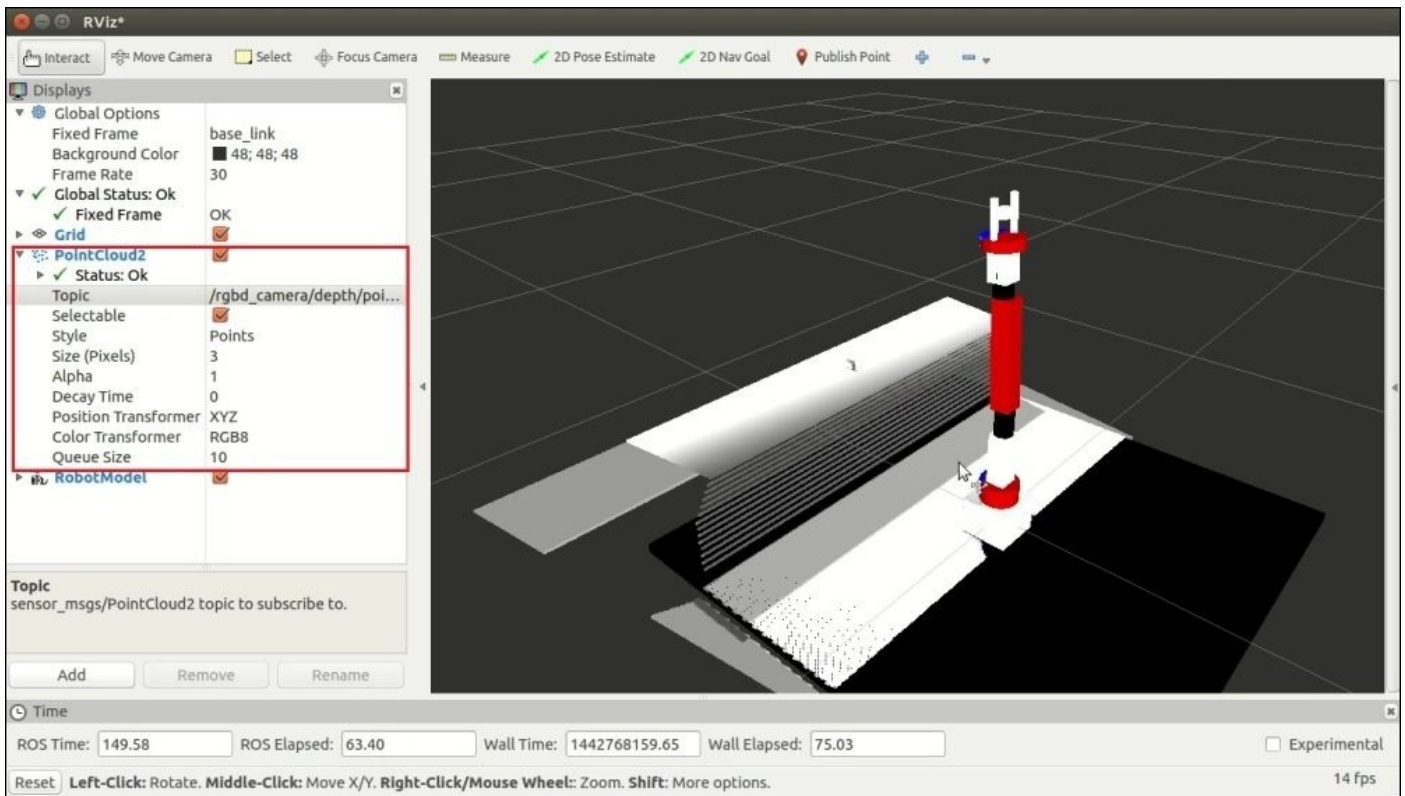 RViz*
Interact Move Camera Select Focus Camera Measure 2D Pose Estimate 2D Nav Goal Publish Point
Displays
Global Options
Fixed Frame base_link
Background Color 48; 48; 48
Frame Rate 30
Global Status: Ok
Fixed Frame OK
Grid
PointCloud2
Status: Ok
Topic /rgbd_camera/depth/poi...
Selectable
Style Points
Size (Pixels) 3
Alpha 1
Decay Time 0
Position Transformer XYZ
Color Transformer RGB8
Queue Size 10
RobotModel
Topic
sensor_msgs/PointCloud2 topic to subscribe to.
Add Remove Rename
Time
ROS Time: 149.58 ROS Elapsed: 63.40 Wall Time: 1442768159.65 Wall Elapsed: 75.03 Experimental
Reset Left-Click: Rotate. Middle-Click: Move X/Y. Right-Click/Mouse Wheel:: Zoom. Shift: More options. 14 fps